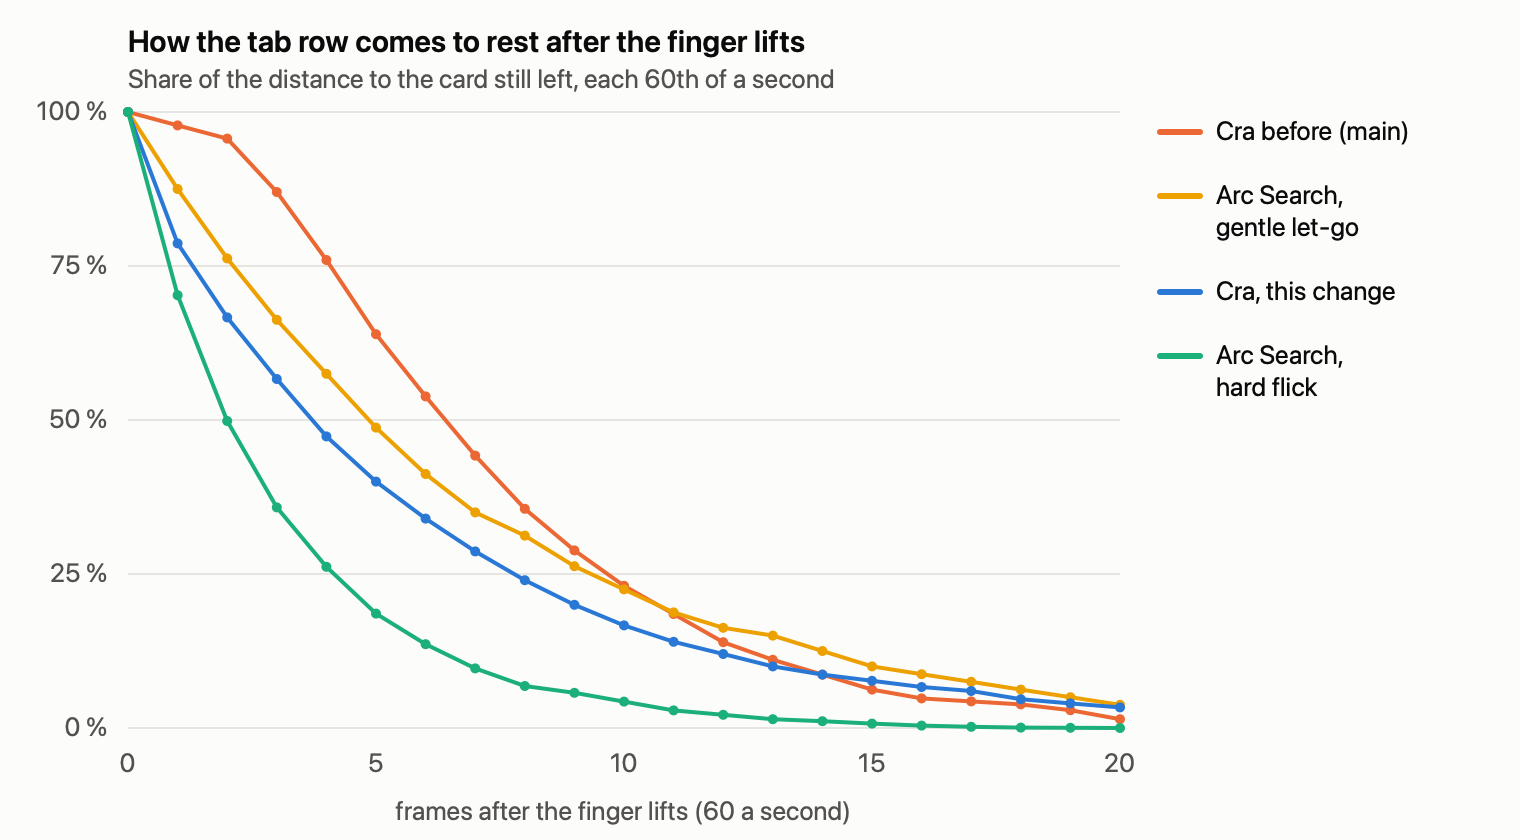 How the tab row comes to rest after the finger lifts
Share of the distance to the card still left, each 60th of a second
100 %
75 %
50 %
25 %
0 %
0
5
10
15
20
frames after the finger lifts (60 a second)
Cra before (main)
Arc Search,
gentle let-go
Cra, this change
Arc Search,
hard flick